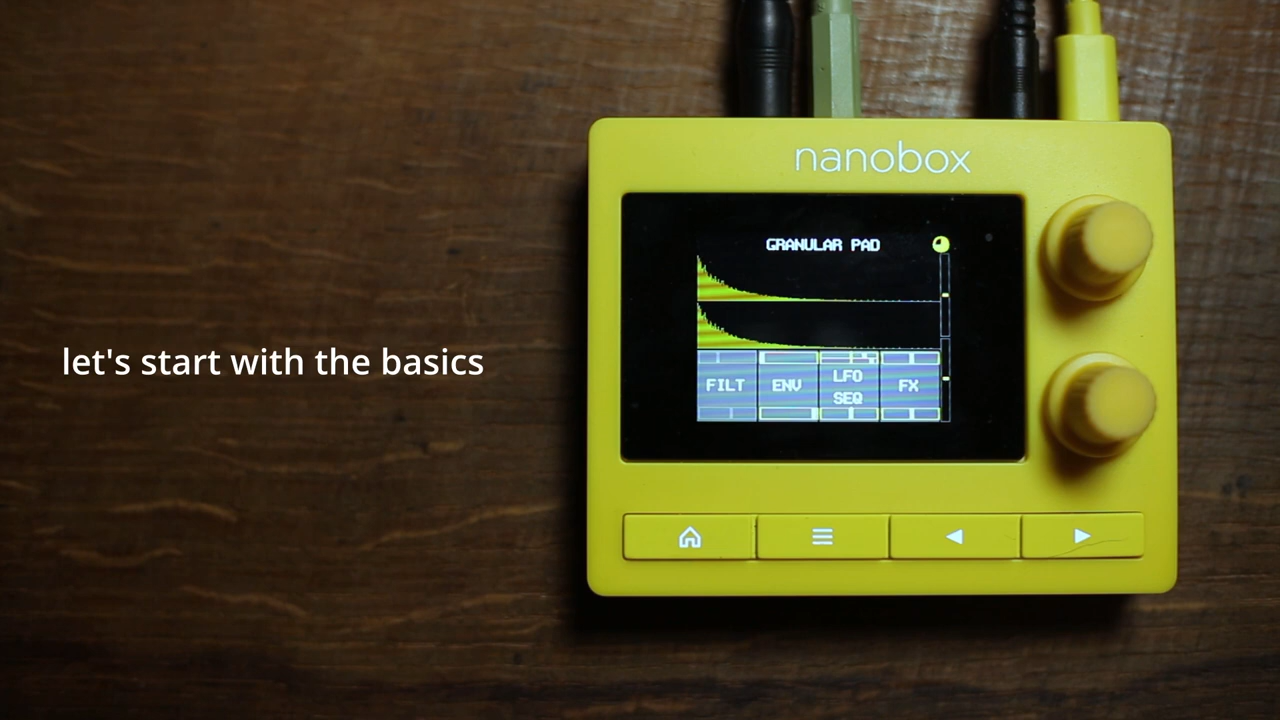 nanobox
GRANULAR PAD
let's start with the basics
FILT
ENV
LFO
SEQ
FX